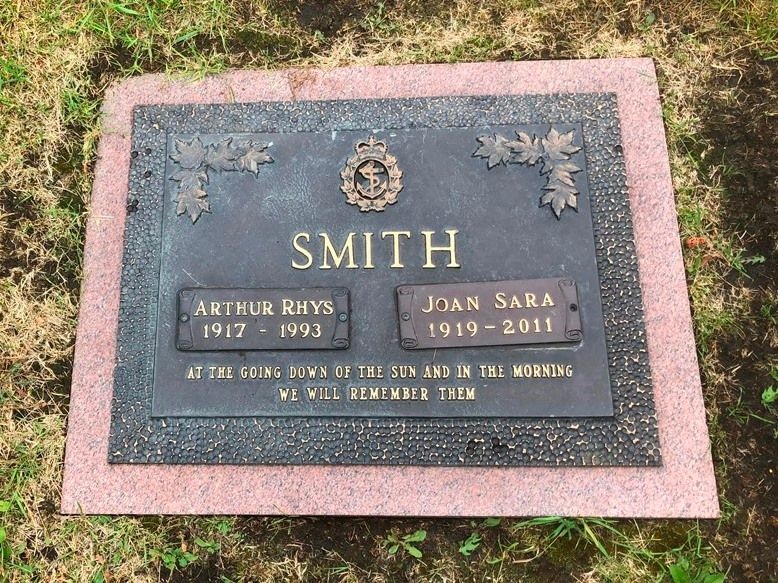 SMITH
ARTHUR RHYS
1917 - 1993
JOAN SARA
1919 - 2011
AT THE GOING DOWN OF THE SUN AND IN THE MORNING
WE WILL REMEMBER THEM